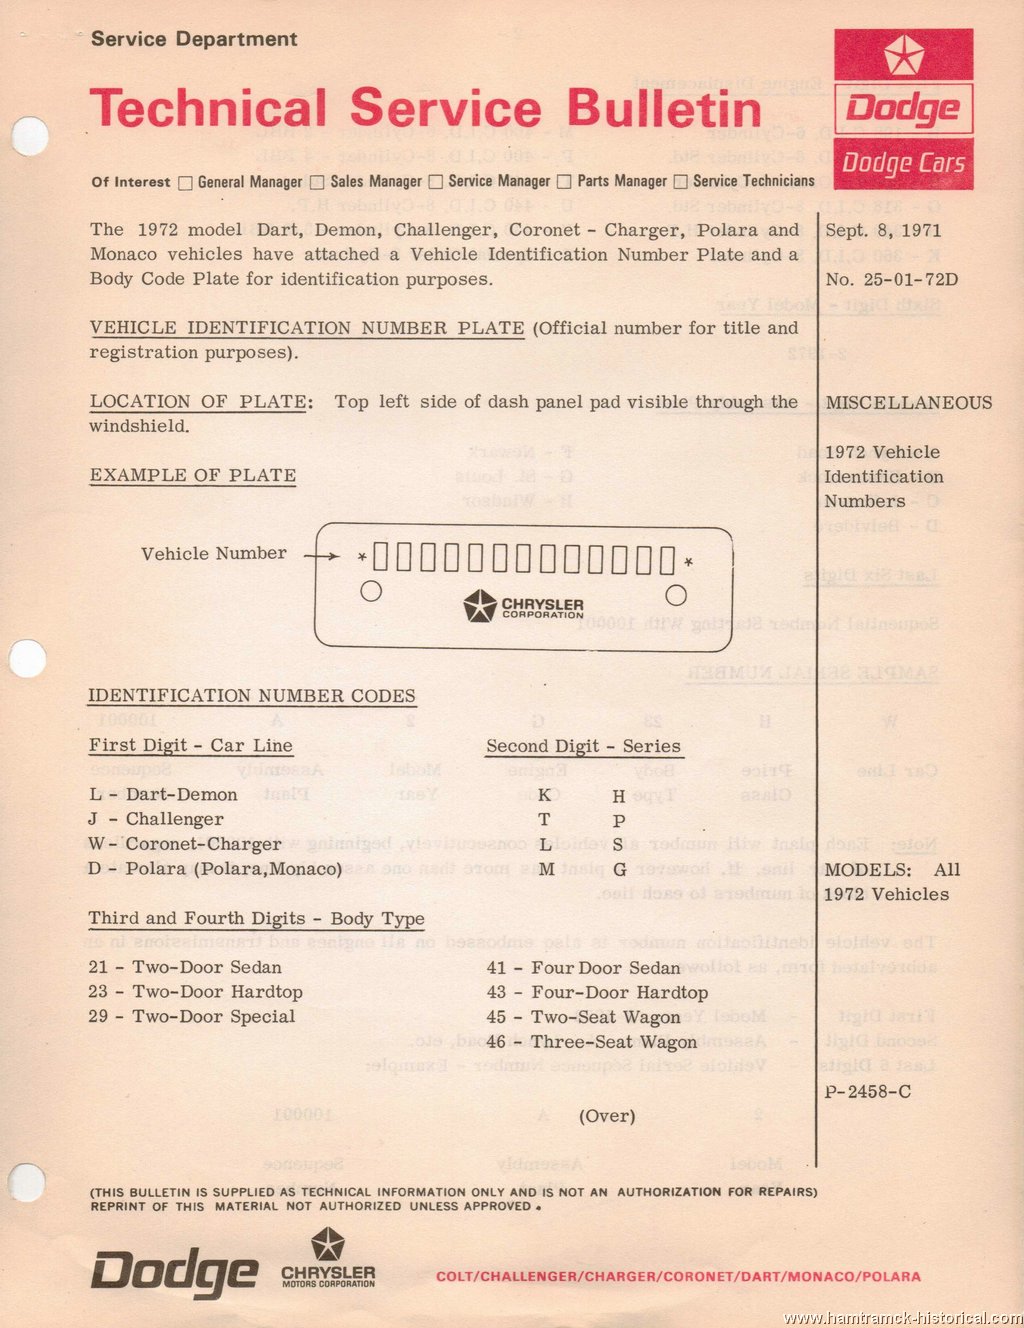 Service Department
Technical Service Bulletin
Dodge
Dodge Cars
Of Interest □ General Manager □ Sales Manager □ Service Manager □ Parts Manager □ Service Technicians
The 1972 model Dart, Demon, Challenger, Coronet - Charger, Polara and
Monaco vehicles have attached a Vehicle Identification Number Plate and a
Body Code Plate for identification purposes.
Sept. 8, 1971
No. 25-01-72D
VEHICLE IDENTIFICATION NUMBER PLATE (Official number for title and
registration purposes).
LOCATION OF PLATE: Top left side of dash panel pad visible through the
windshield.
MISCELLANEOUS
1972 Vehicle
Identification
Numbers
EXAMPLE OF PLATE
Vehicle Number
* *
CHRYSLER
CORPORATION
IDENTIFICATION NUMBER CODES
First Digit - Car Line
L - Dart-Demon
J - Challenger
W - Coronet-Charger
D - Polara (Polara,Monaco)
Second Digit - Series
K H
T P
L S
M G
MODELS: All
1972 Vehicles
Third and Fourth Digits - Body Type
21 - Two-Door Sedan
23 - Two-Door Hardtop
29 - Two-Door Special
41 - Four Door Sedan
43 - Four-Door Hardtop
45 - Two-Seat Wagon
46 - Three-Seat Wagon
P-2458-C
(Over)
(THIS BULLETIN IS SUPPLIED AS TECHNICAL INFORMATION ONLY AND IS NOT AN AUTHORIZATION FOR REPAIRS)
REPRINT OF THIS MATERIAL NOT AUTHORIZED UNLESS APPROVED.
Dodge
CHRYSLER
MOTORS CORPORATION
COLT/CHALLENGER/CHARGER/CORONET/DART/MONACO/POLARA
www.hamtramck-historical.com